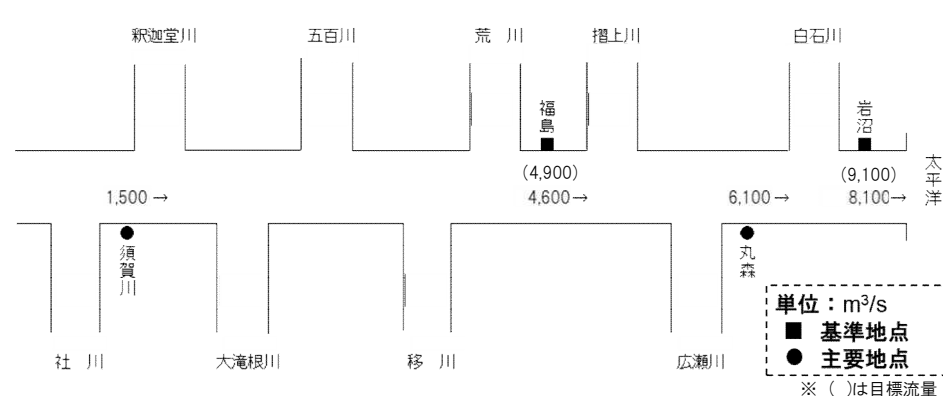 釈迦堂川
五百川
荒 川
摺上川
白石川
福島
岩沼
(4,900)
(9,100)
太平洋
1,500→
4,600→
6,100→
8,100→
須賀川
丸森
単位：m³/s
■ 基準地点
● 主要地点
社 川
大滝根川
移 川
広瀬川
※ ( )は目標流量